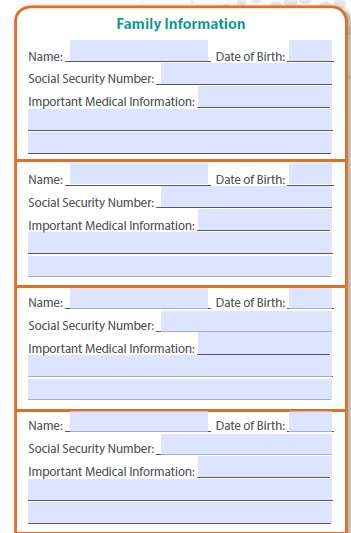 Family Information
Name: Date of Birth:
Social Security Number:
Important Medical Information:
Name: Date of Birth:
Social Security Number:
Important Medical Information:
Name: Date of Birth:
Social Security Number:
Important Medical Information:
Name: Date of Birth:
Social Security Number:
Important Medical Information: